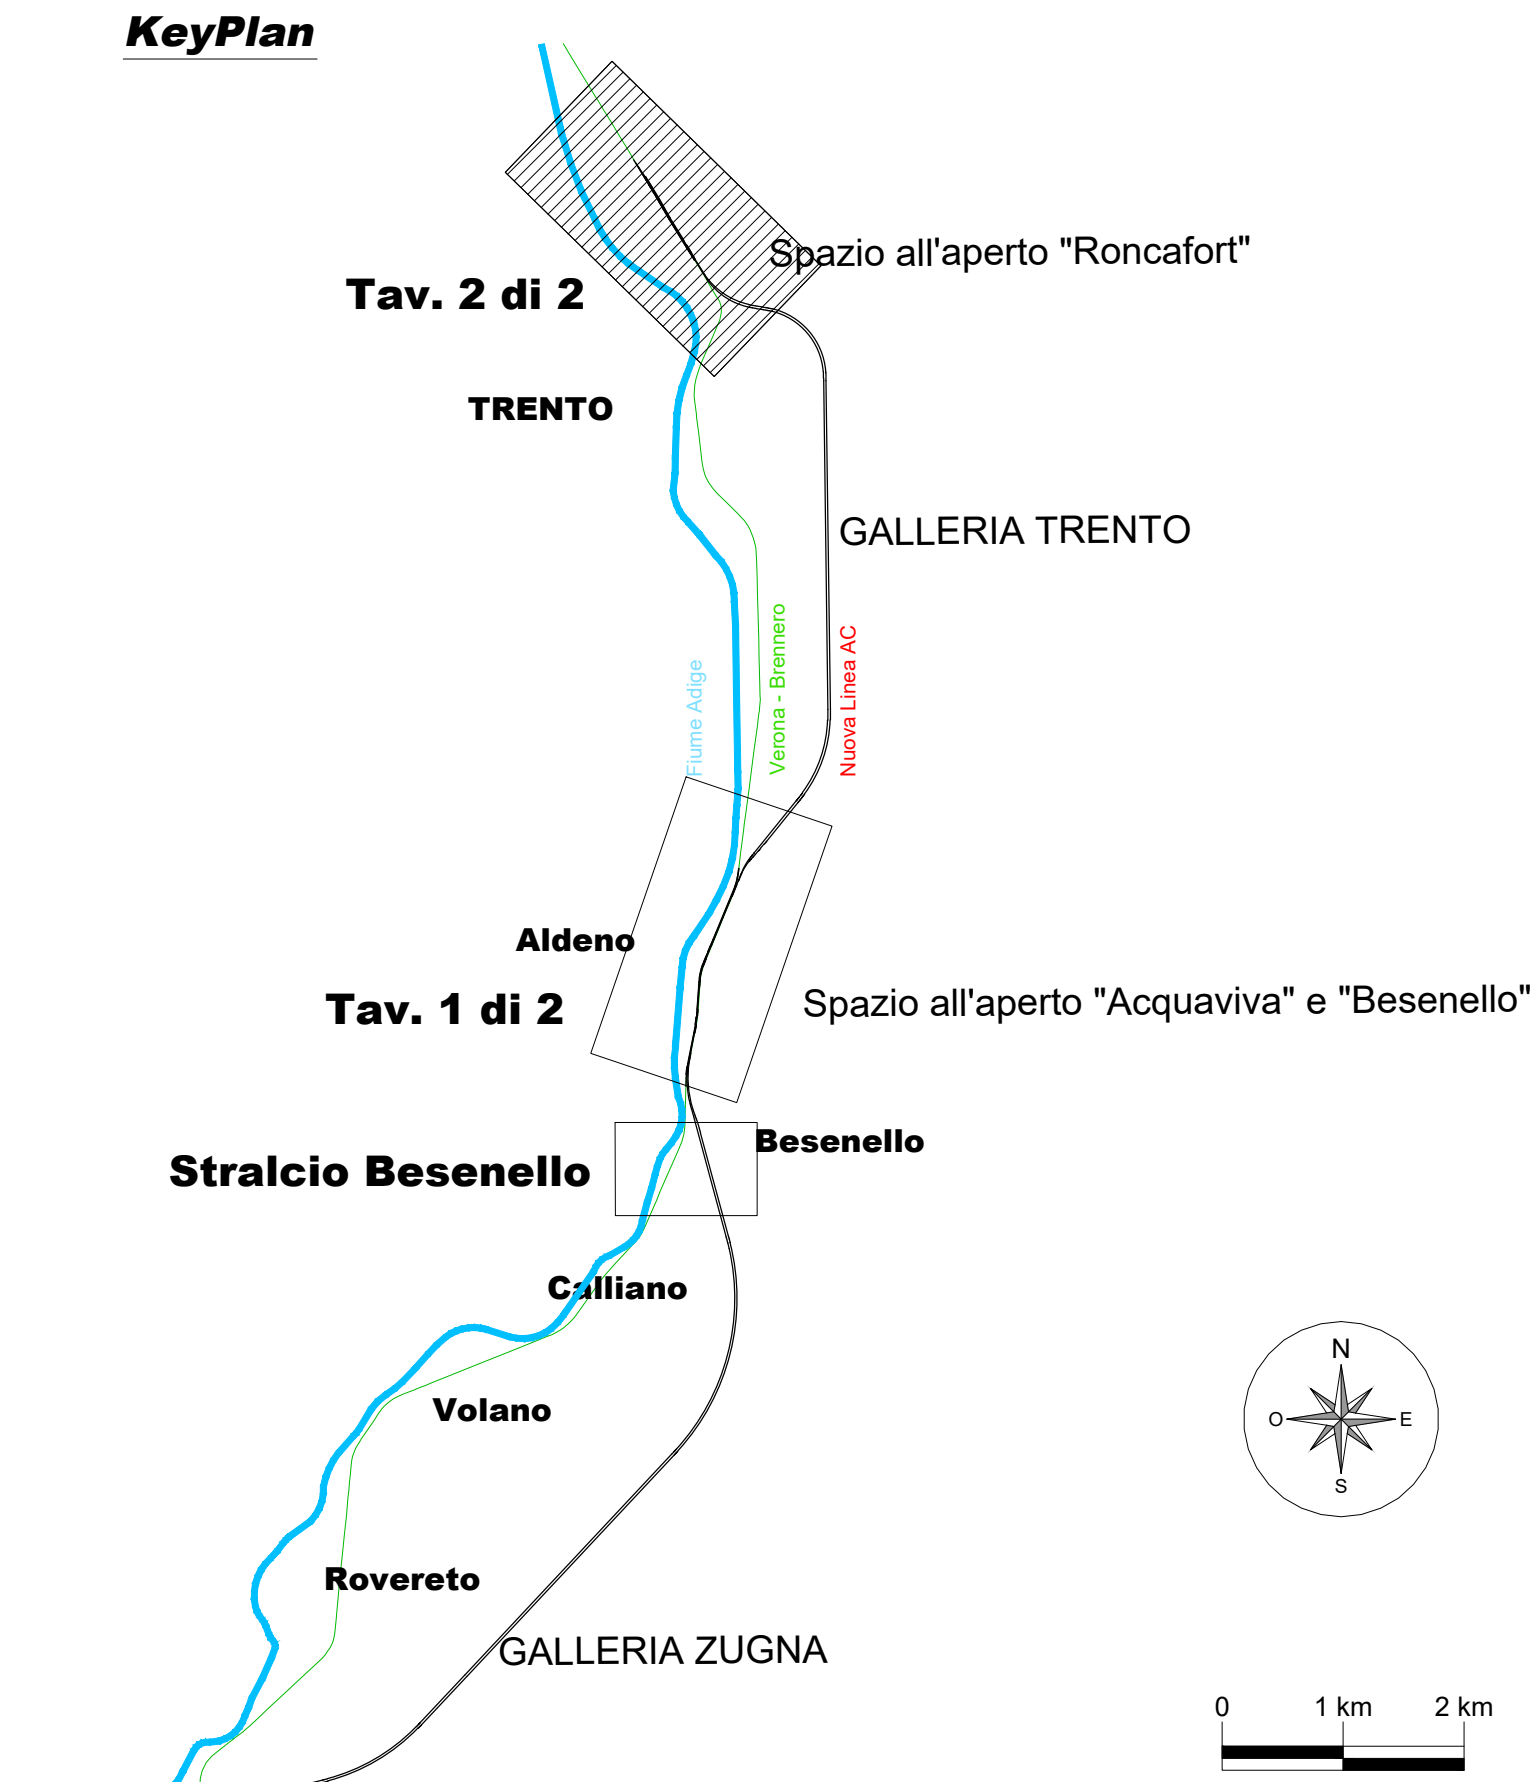 KeyPlan
Spazio all'aperto "Roncafort"
Tav. 2 di 2
TRENTO
GALLERIA TRENTO
Fiume Adige
Verona - Brennero
Nuova Linea AC
Aldeno
Tav. 1 di 2
Spazio all'aperto "Acquaviva" e "Besenello"
Besenello
Stralcio Besenello
Calliano
N
Volano
O
E
S
Rovereto
GALLERIA ZUGNA
0 1 km 2 km